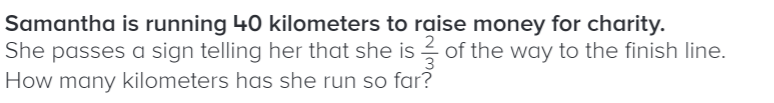 Samantha is running 40 kilometers to raise money for charity.
She passes a sign telling her that she is 2/3 of the way to the finish line.
How many kilometers has she run so far?